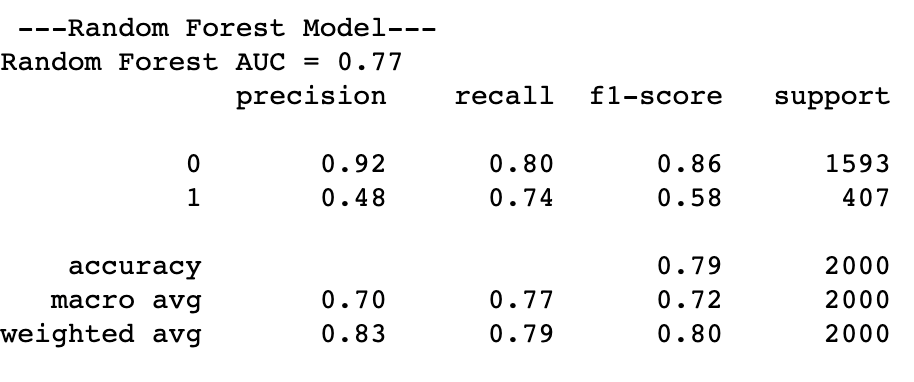 ---Random Forest Model---
Random Forest AUC = 0.77
precision recall f1-score support
0 0.92 0.80 0.86 1593
1 0.48 0.74 0.58 407
accuracy 0.79 2000
macro avg 0.70 0.77 0.72 2000
weighted avg 0.83 0.79 0.80 2000